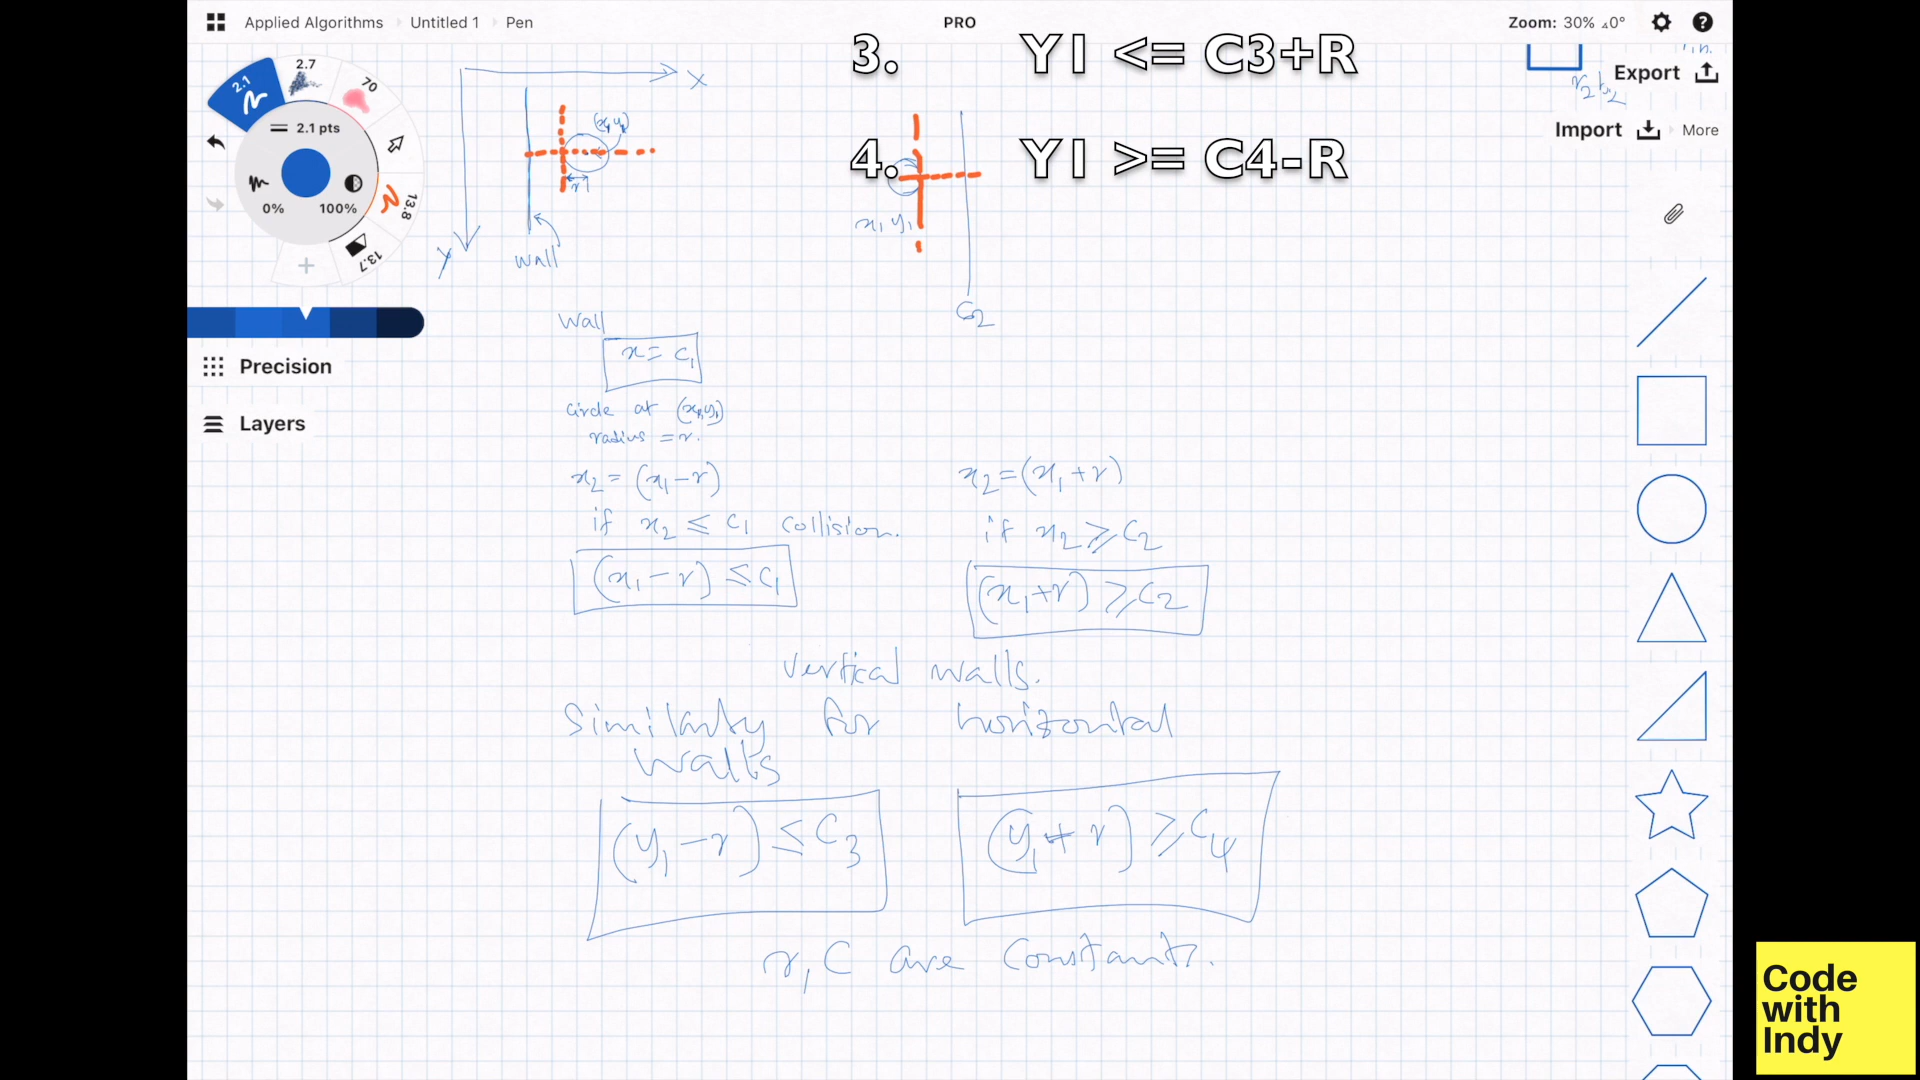 Applied Algorithms Untitled 1 Pen
PRO
Zoom: 30% ⊿0°
3. Y1 <= C3+R
4. Y1 >= C4-R
Export
Import
More
2.1
2.7
70
13.8
13.7
2.1 pts
0% 100%
Precision
Layers
X
Y
(x1, y1)
r
Wall
x1, y1
C2
Wall
x = C1
Circle at (x1, y1)
radius = r.
x2 = (x1 - r)
if x2 ≤ C1 collision.
(x1 - r) ≤ C1
x2 = (x1 + r)
if x2 ≥ C2
(x1 + r) ≥ C2
Vertical walls.
Similarly for horizontal
walls
(y1 - r) ≤ C3
(y1 + r) ≥ C4
r, C are Constants.
Code
with
Indy